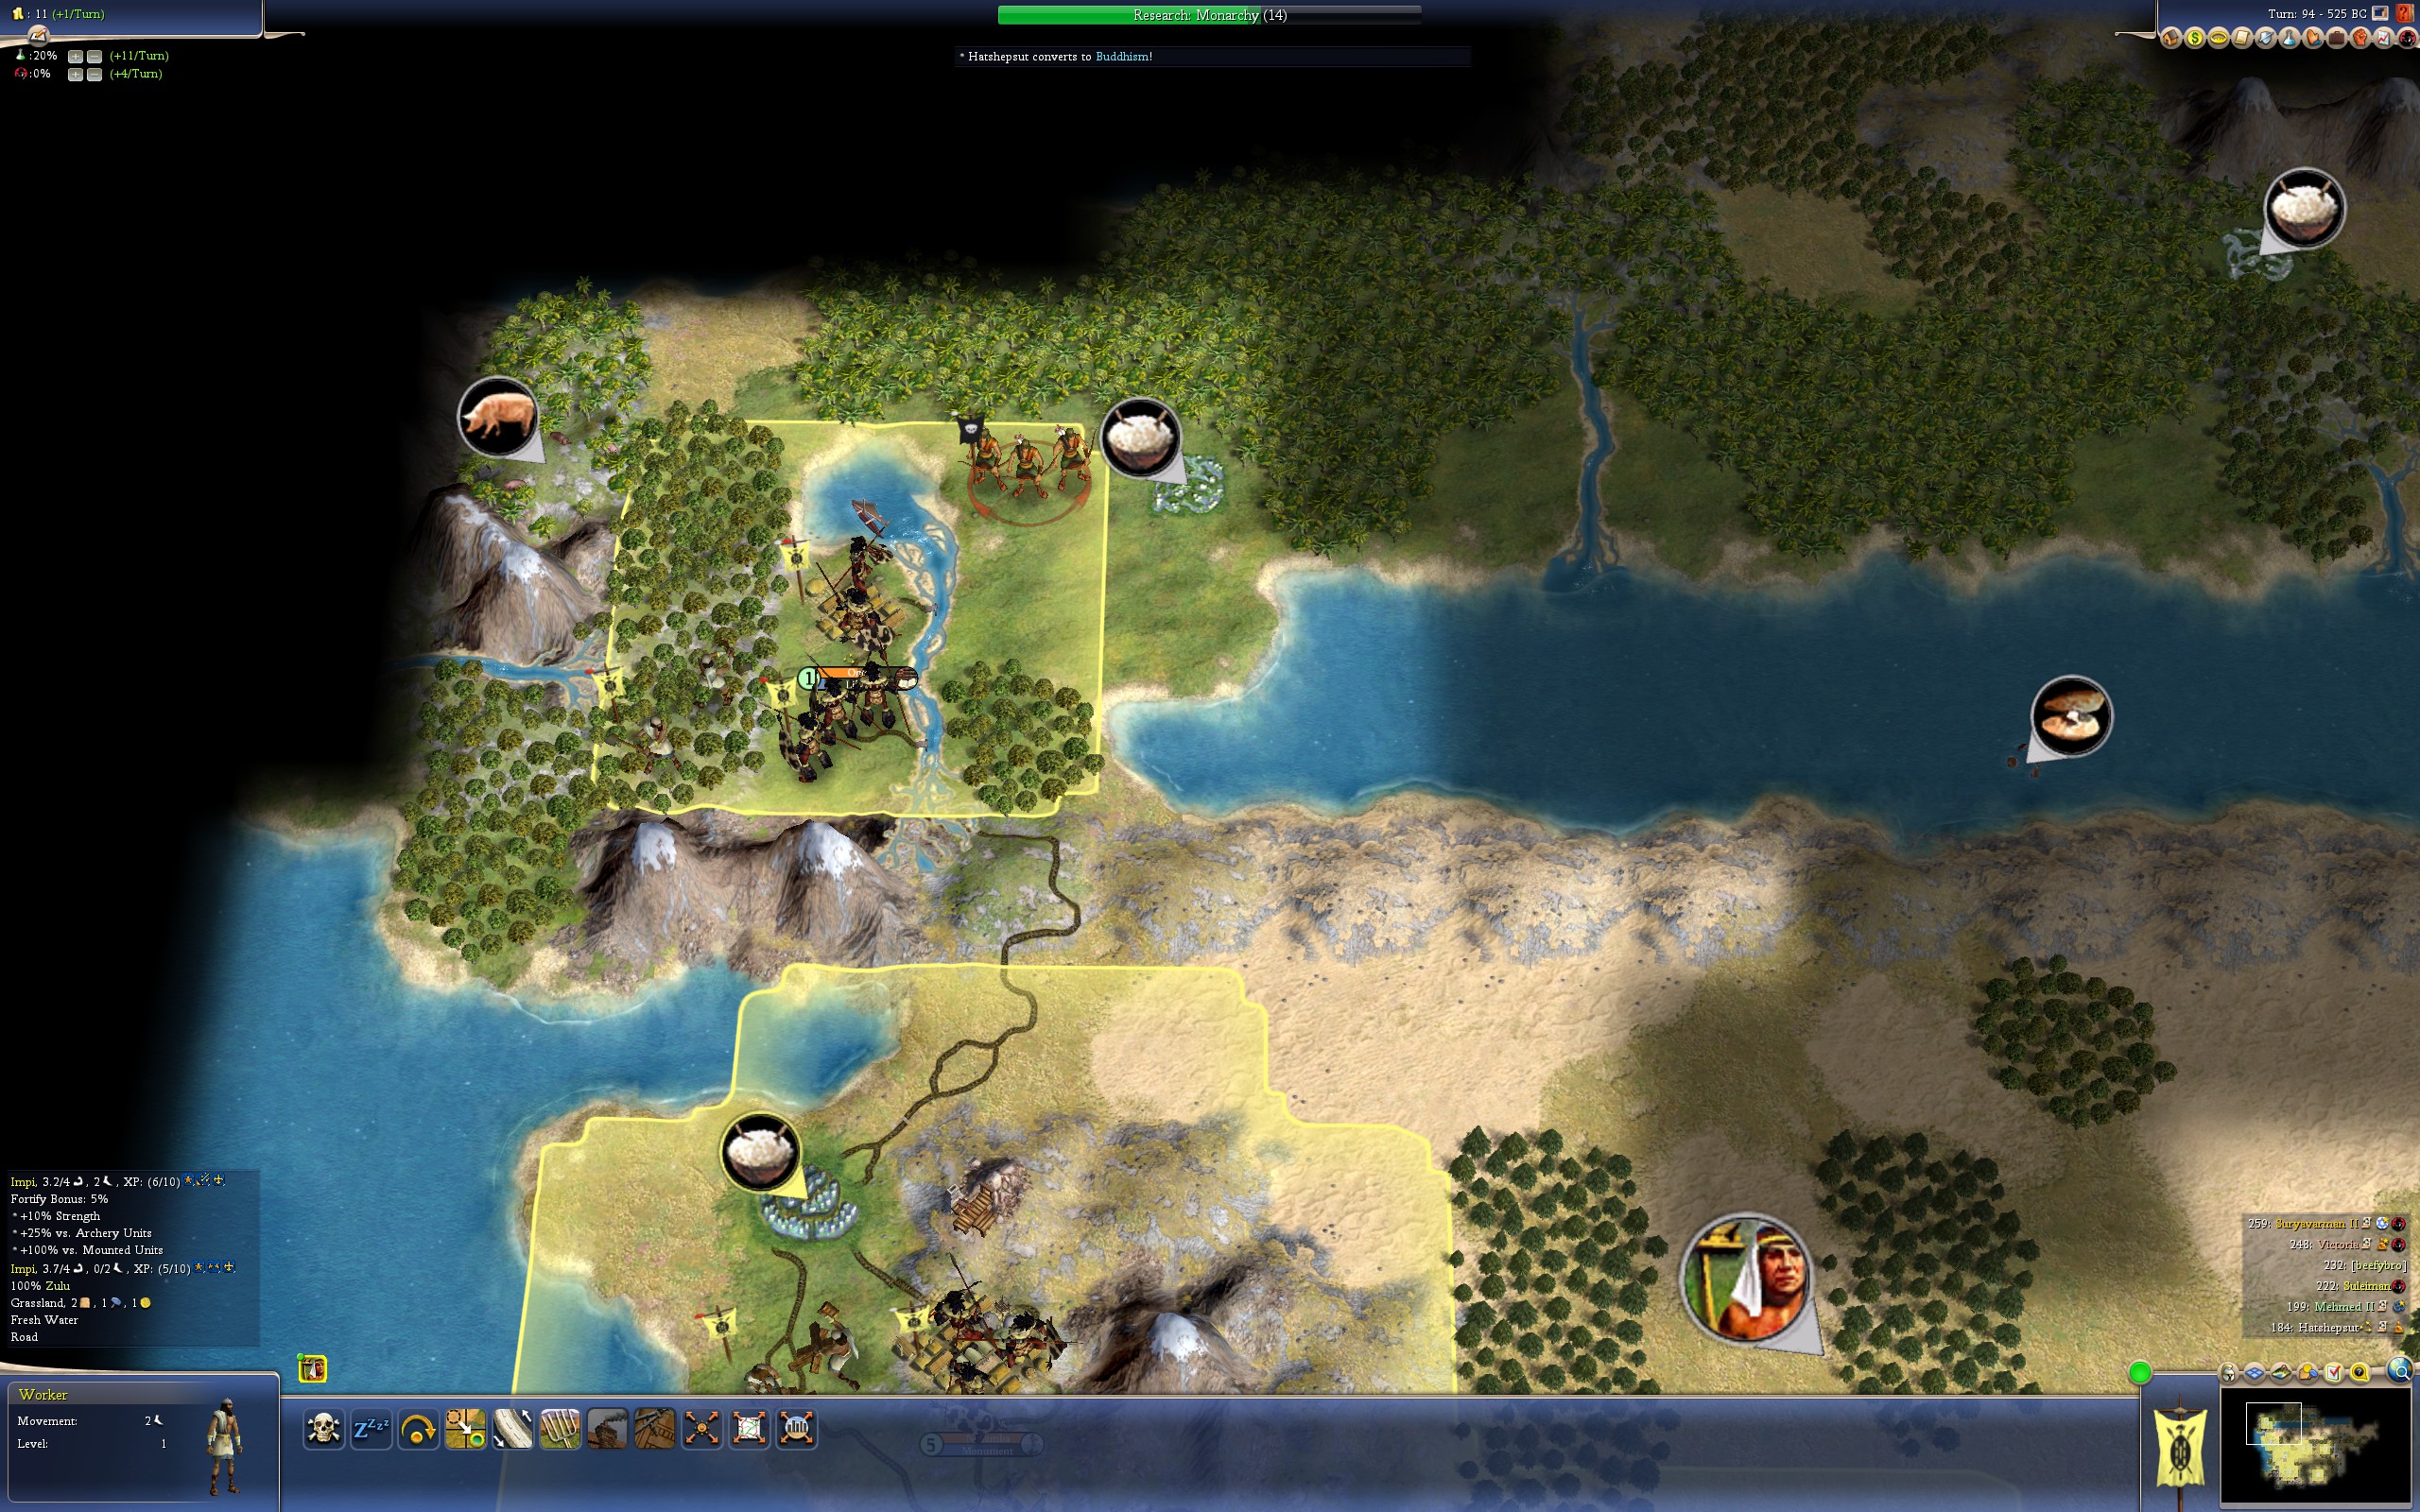 : 11 (+1/Turn)
:20% (+11/Turn)
:0% (+4/Turn)
Research: Monarchy (14)
* Hatshepsut converts to Buddhism!
Turn: 94 - 525 BC
1
5
Monument
Impi, 3.2/4 , 2 , XP: (6/10)
Fortify Bonus: 5%
* +10% Strength
* +25% vs. Archery Units
* +100% vs. Mounted Units
Impi, 3.7/4 , 0/2 , XP: (5/10)
100% Zulu
Grassland, 2 , 1 , 1
Fresh Water
Road
259: Suryavarman II
248: Victoria
232: [beefybro]
222: Suleiman
199: Mehmed II
184: Hatshepsut
Worker
Movement: 2
Level: 1
zzzz